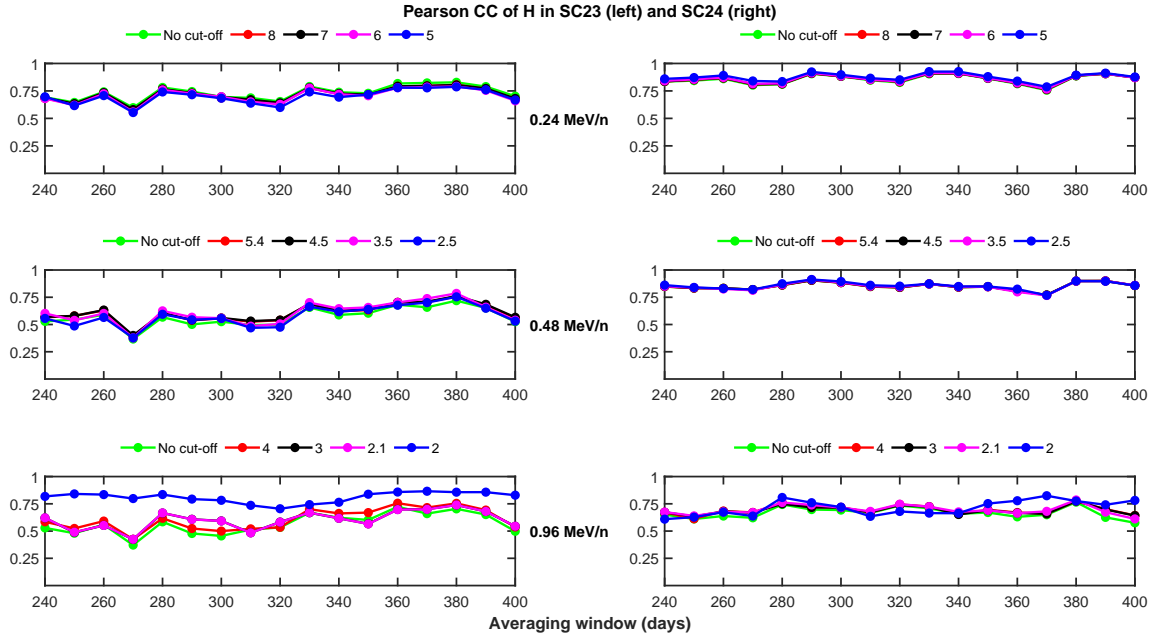 Pearson CC of H in SC23 (left) and SC24 (right)
No cut-off 8 7 6 5
No cut-off 8 7 6 5
1
0.75
0.5
0.25
240 260 280 300 320 340 360 380 400
0.24 MeV/n
1
0.75
0.5
0.25
240 260 280 300 320 340 360 380 400
No cut-off 5.4 4.5 3.5 2.5
No cut-off 5.4 4.5 3.5 2.5
1
0.75
0.5
0.25
240 260 280 300 320 340 360 380 400
0.48 MeV/n
1
0.75
0.5
0.25
240 260 280 300 320 340 360 380 400
No cut-off 4 3 2.1 2
No cut-off 4 3 2.1 2
1
0.75
0.5
0.25
240 260 280 300 320 340 360 380 400
0.96 MeV/n
1
0.75
0.5
0.25
240 260 280 300 320 340 360 380 400
Averaging window (days)